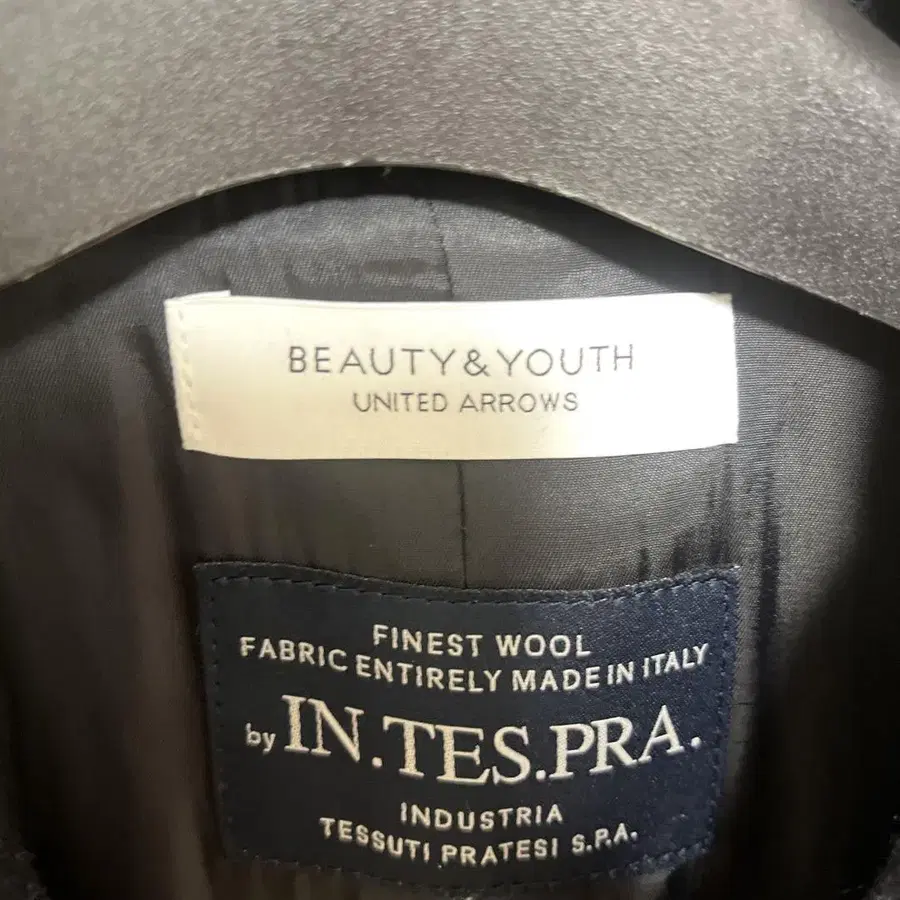 BEAUTY&YOUTH
UNITED ARROWS
FINEST WOOL
FABRIC ENTIRELY MADE IN ITALY
by IN.TES.PRA.
INDUSTRIA
TESSUTI PRATESI S.P.A.